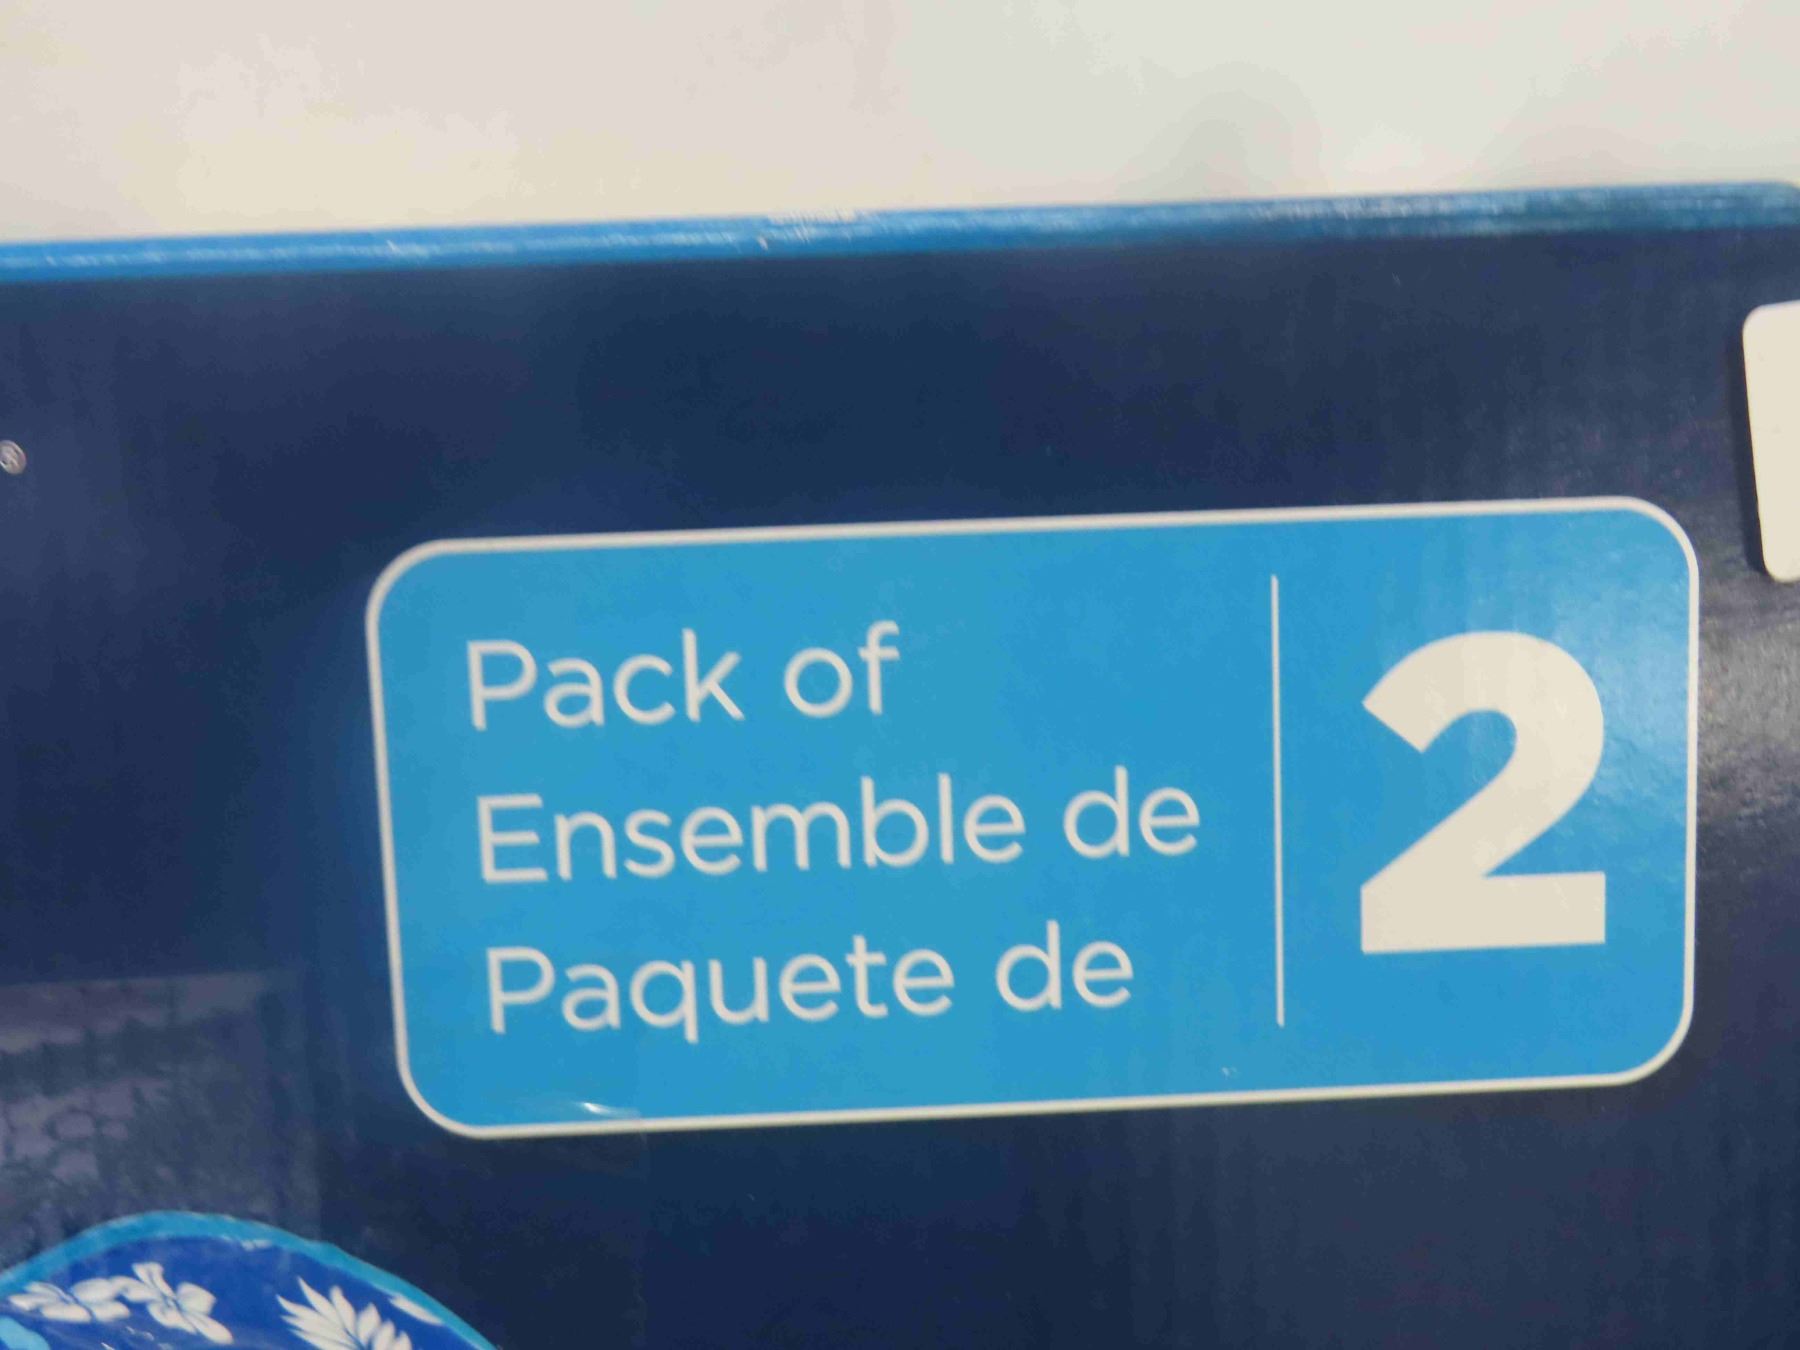 Pack of
Ensemble de
Paquete de
2